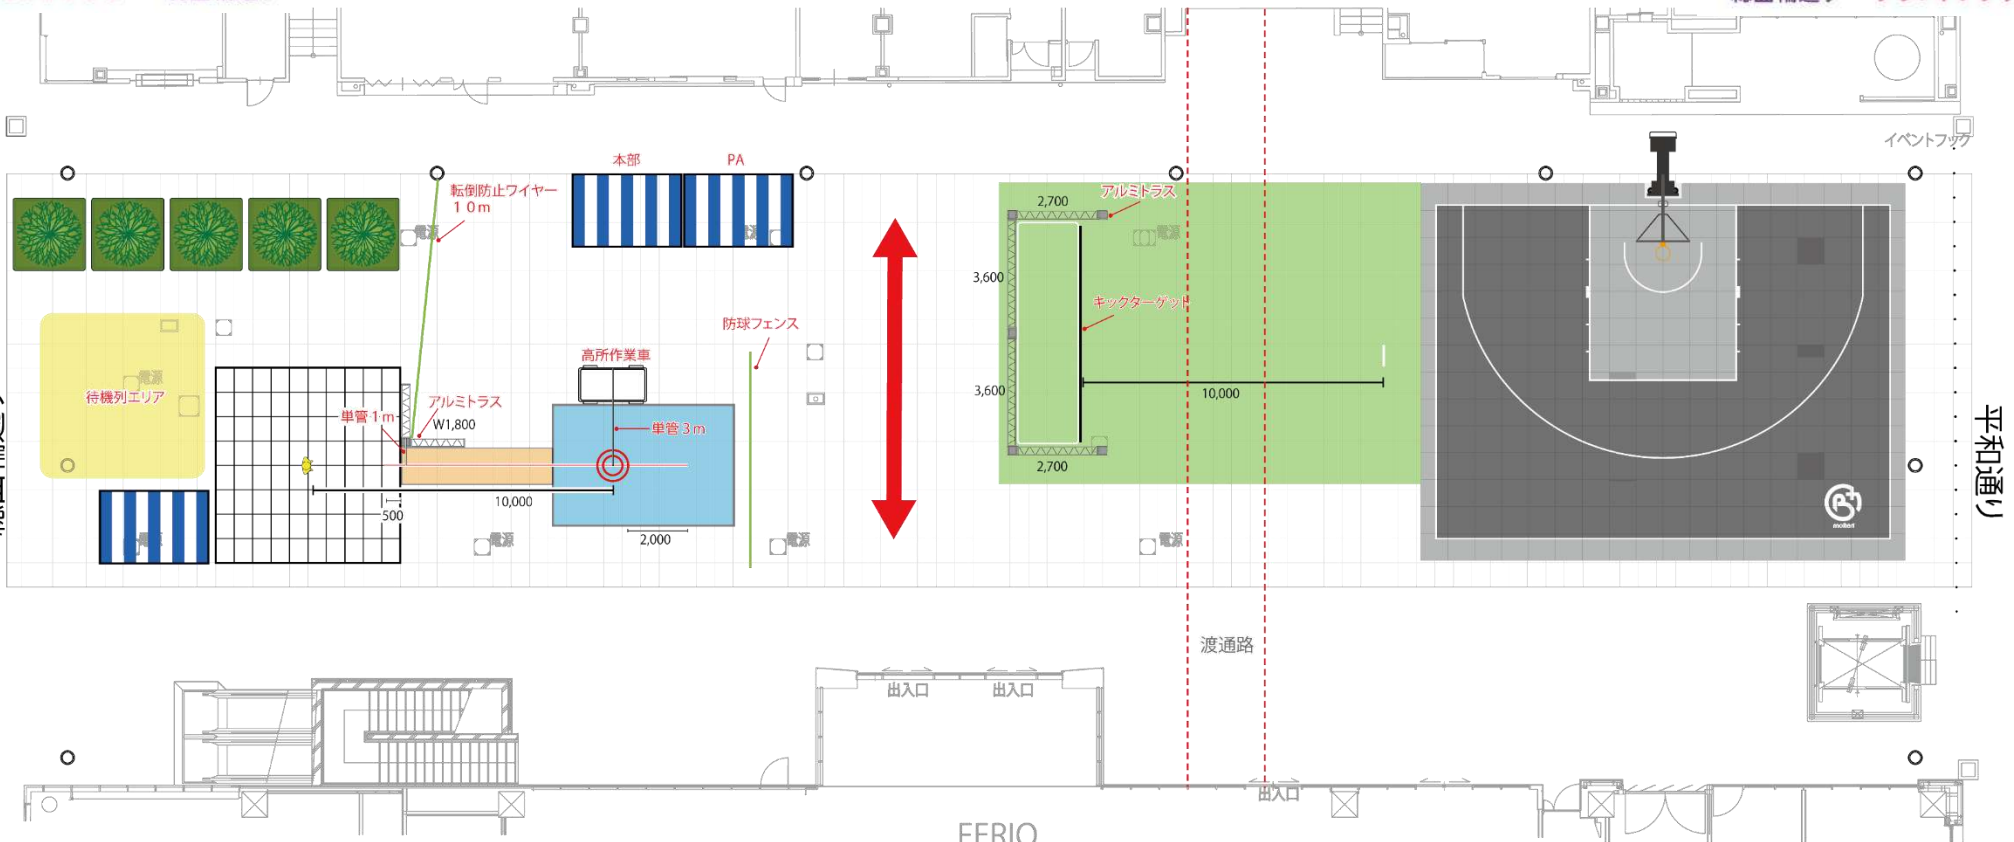 イベントフック
本部
PA
転倒防止ワイヤー
10m
電源
電源
2,700
アルミトラス
電源
3,600
キックターゲット
防球フェンス
高所作業車
待機列エリア
電源
単管1m
アルミトラス
W1,800
単管3m
3,600
10,000
平和通り
2,700
10,000
500
2,000
電源
電源
電源
電源
molten
渡通路
出入口
出入口
出入口
FERIO